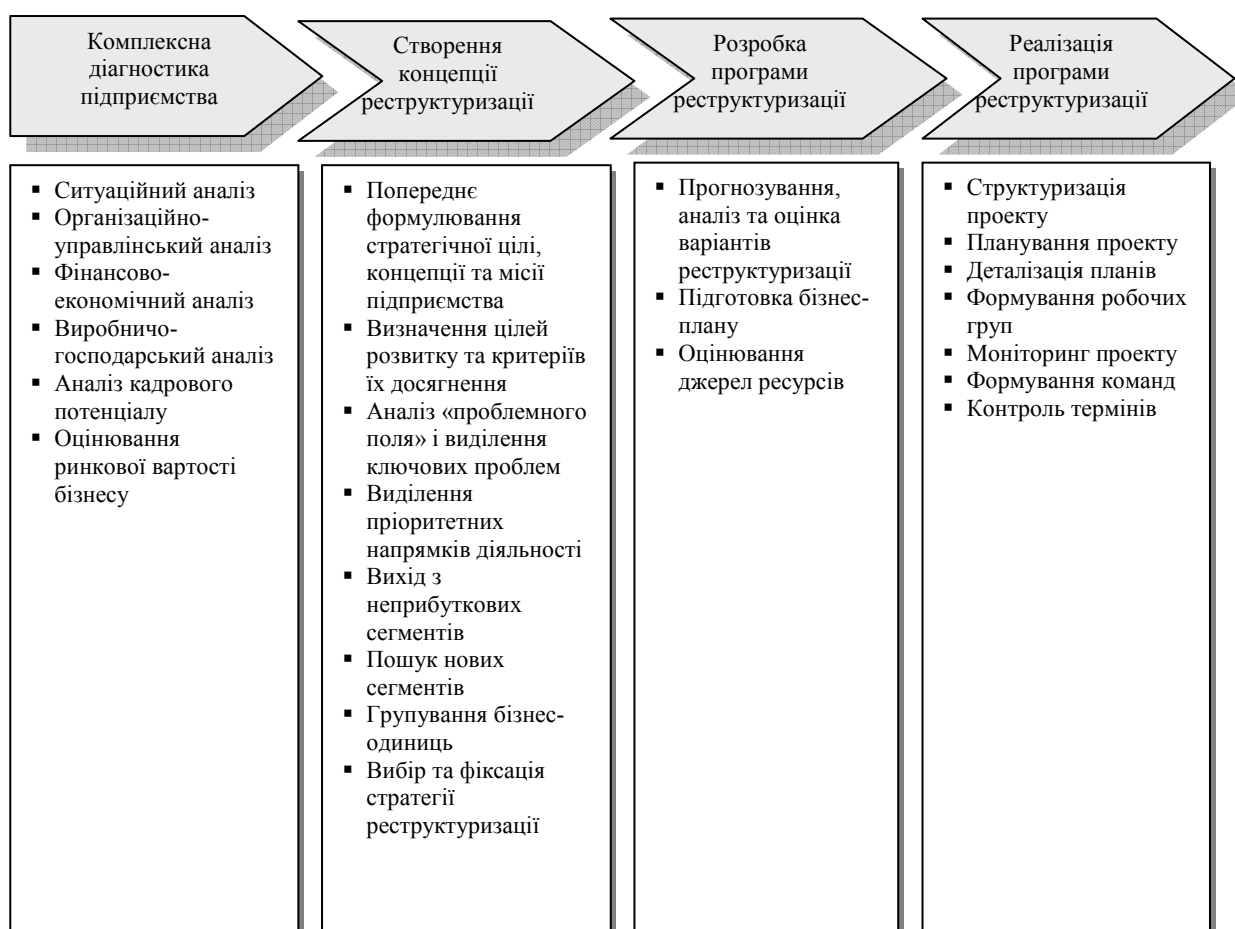 Комплексна
діагностика
підприємства
Створення
концепції
реструктуризації
Розробка
програми
реструктуризації
Реалізація
програми
реструктуризації
▪ Ситуаційний аналіз
▪ Організаційно-
управлінський аналіз
▪ Фінансово-
економічний аналіз
▪ Виробничо-
господарський аналіз
▪ Аналіз кадрового
потенціалу
▪ Оцінювання
ринкової вартості
бізнесу
▪ Попереднє
формулювання
стратегічної цілі,
концепції та місії
підприємства
▪ Визначення цілей
розвитку та критеріїв
їх досягнення
▪ Аналіз «проблемного
поля» і виділення
ключових проблем
▪ Виділення
пріоритетних
напрямків діяльності
▪ Вихід з
неприбуткових
сегментів
▪ Пошук нових
сегментів
▪ Групування бізнес-
одиниць
▪ Вибір та фіксація
стратегії
реструктуризації
▪ Прогнозування,
аналіз та оцінка
варіантів
реструктуризації
▪ Підготовка бізнес-
плану
▪ Оцінювання
джерел ресурсів
▪ Структуризація
проекту
▪ Планування проекту
▪ Деталізація планів
▪ Формування робочих
груп
▪ Моніторинг проекту
▪ Формування команд
▪ Контроль термінів